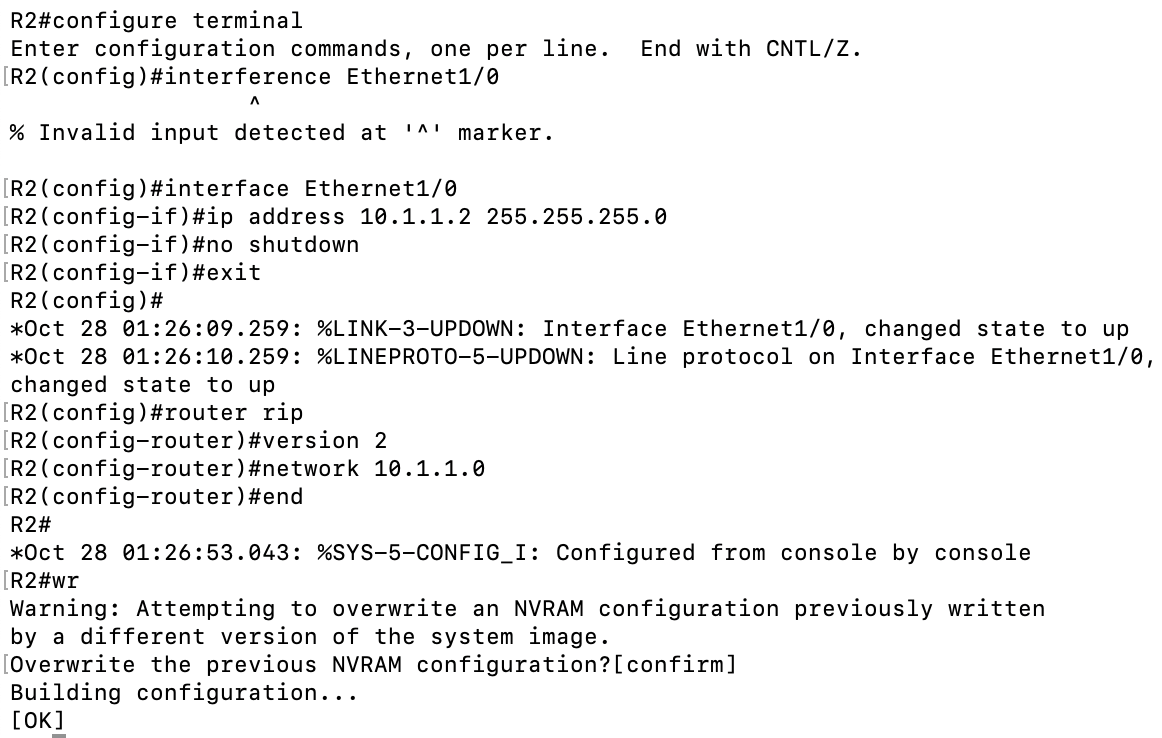 R2#configure terminal
Enter configuration commands, one per line.  End with CNTL/Z.
[R2(config)#interference Ethernet1/0
                 ^
% Invalid input detected at '^' marker.

[R2(config)#interface Ethernet1/0
[R2(config-if)#ip address 10.1.1.2 255.255.255.0
[R2(config-if)#no shutdown
[R2(config-if)#exit
R2(config)#
*Oct 28 01:26:09.259: %LINK-3-UPDOWN: Interface Ethernet1/0, changed state to up
*Oct 28 01:26:10.259: %LINEPROTO-5-UPDOWN: Line protocol on Interface Ethernet1/0,
changed state to up
[R2(config)#router rip
[R2(config-router)#version 2
[R2(config-router)#network 10.1.1.0
[R2(config-router)#end
R2#
*Oct 28 01:26:53.043: %SYS-5-CONFIG_I: Configured from console by console
[R2#wr
Warning: Attempting to overwrite an NVRAM configuration previously written
by a different version of the system image.
[Overwrite the previous NVRAM configuration?[confirm]
Building configuration...
[OK]